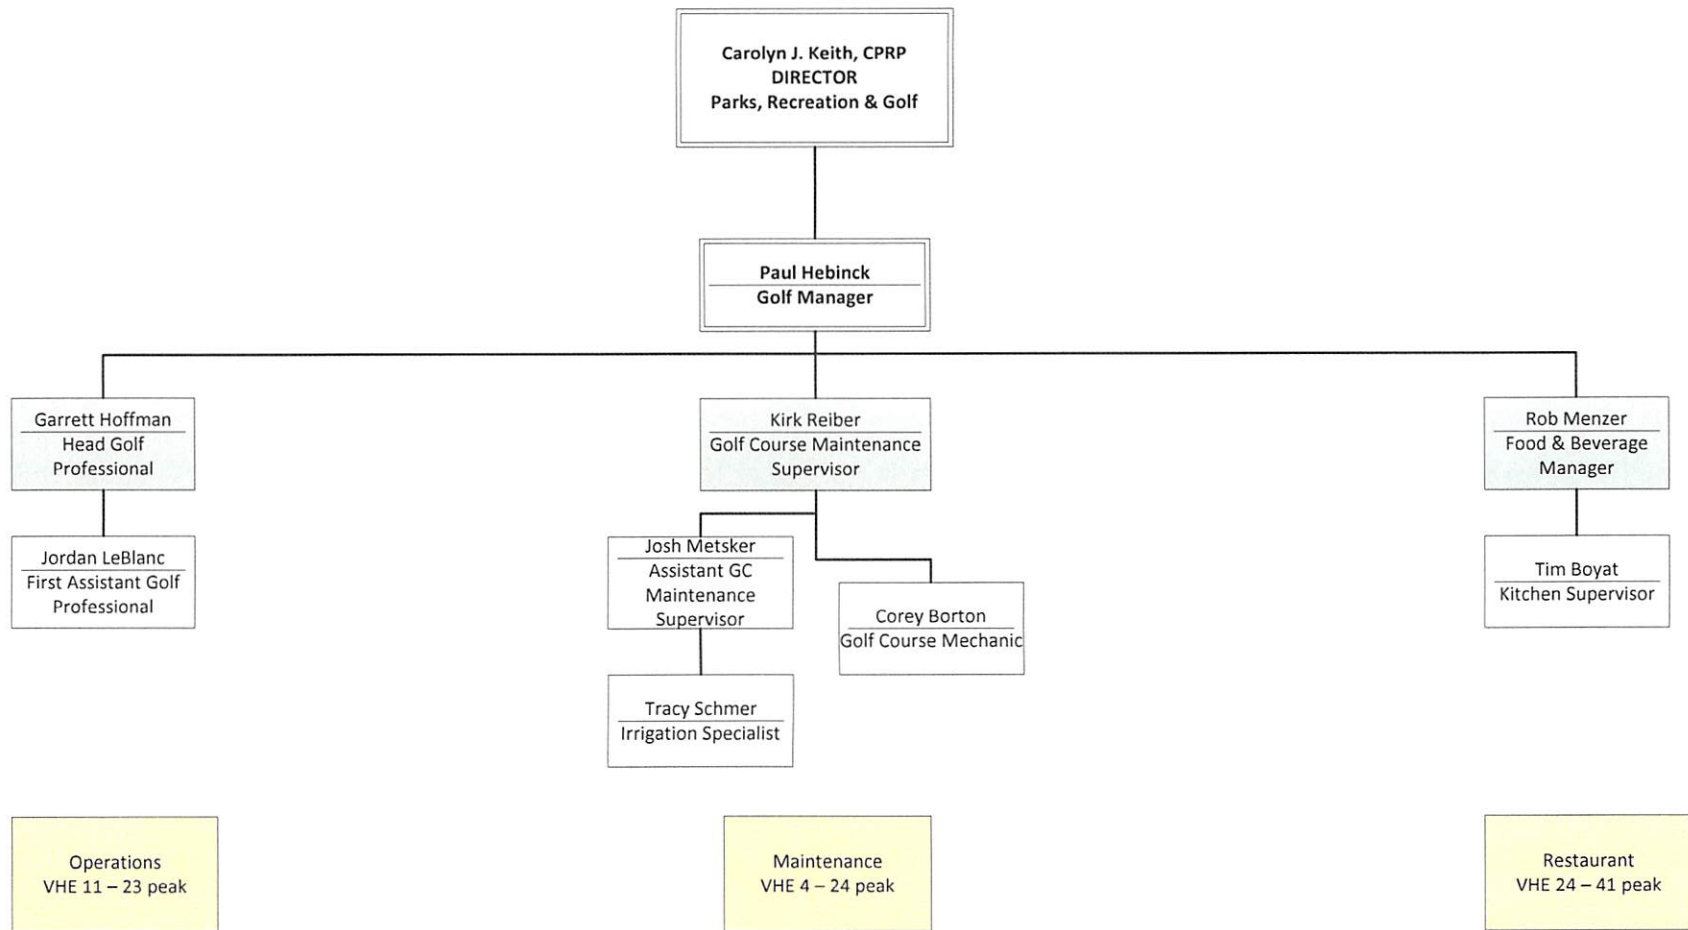 Carolyn J. Keith, CPRP
DIRECTOR
Parks, Recreation & Golf
Paul Hebinck
Golf Manager
Garrett Hoffman
Head Golf
Professional
Kirk Reiber
Golf Course Maintenance
Supervisor
Rob Menzer
Food & Beverage
Manager
Jordan LeBlanc
First Assistant Golf
Professional
Josh Metsker
Assistant GC
Maintenance
Supervisor
Corey Borton
Golf Course Mechanic
Tim Boyat
Kitchen Supervisor
Tracy Schmer
Irrigation Specialist
Operations
VHE 11 – 23 peak
Maintenance
VHE 4 – 24 peak
Restaurant
VHE 24 – 41 peak